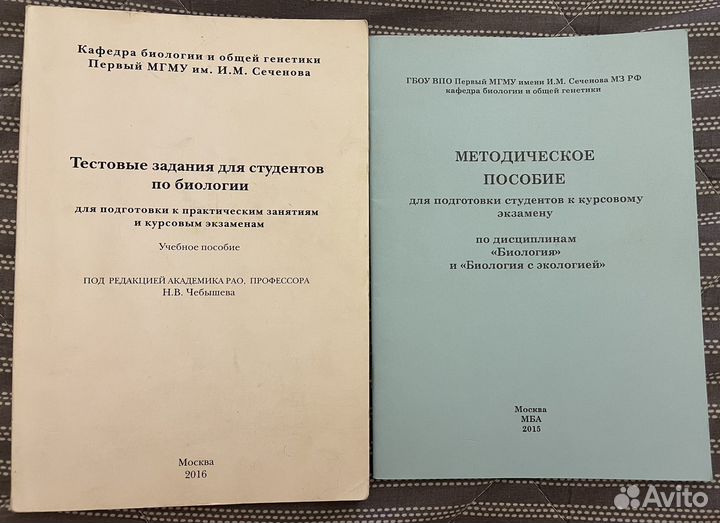 Кафедра биологии и общей генетики
Первый МГМУ им. И.М. Сеченова
Тестовые задания для студентов
по биологии
для подготовки к практическим занятиям
и курсовым экзаменам
Учебное пособие
ПОД РЕДАКЦИЕЙ АКАДЕМИКА РАО, ПРОФЕССОРА
Н.В. Чебышева
Москва
2016
ГБОУ ВПО Первый МГМУ имени И.М. Сеченова МЗ РФ
кафедра биологии и общей генетики
МЕТОДИЧЕСКОЕ
ПОСОБИЕ
для подготовки студентов к курсовому
экзамену
по дисциплинам
«Биология»
и «Биология с экологией»
Москва
МБА
2015
Avito